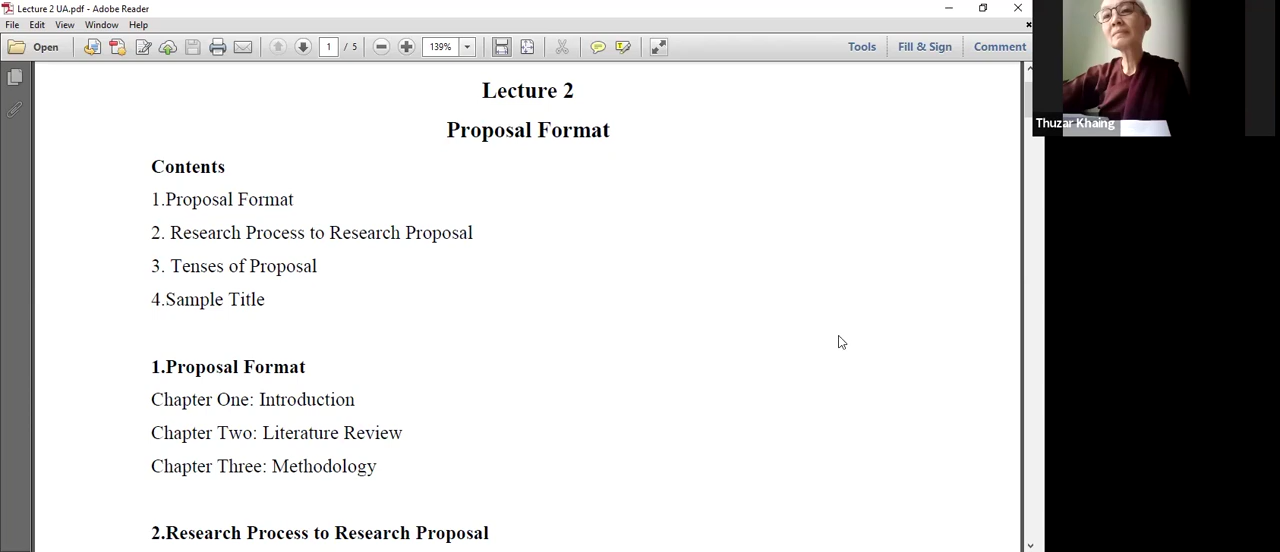 Lecture 2 UA.pdf - Adobe Reader
File Edit View Window Help
Open 1 / 5 139% Tools Fill & Sign Comment
Thuzar Khaing
Lecture 2
Proposal Format
Contents
1.Proposal Format
2. Research Process to Research Proposal
3. Tenses of Proposal
4.Sample Title
1.Proposal Format
Chapter One: Introduction
Chapter Two: Literature Review
Chapter Three: Methodology
2.Research Process to Research Proposal